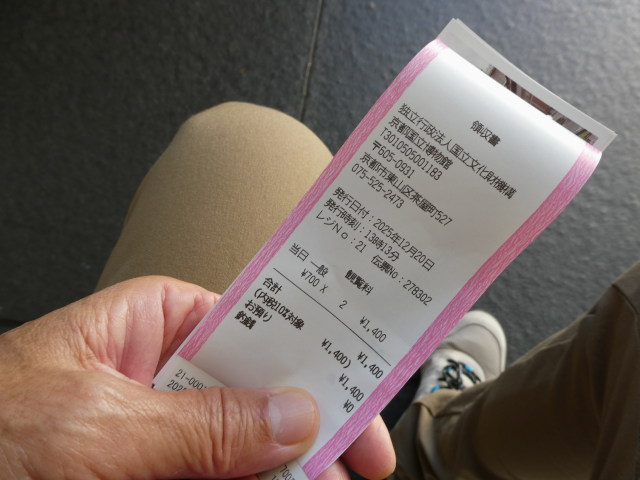 領収書
独立行政法人国立文化財機構
京都国立博物館
T3010505001183
〒605-0931
京都市東山区茶屋町527
075-525-2473
発行日付：2025年12月20日
発行時刻：13時13分
レジNo：21 伝票No：278302
観覧料
当日 一般
¥700 X 2 ¥1,400
合計 ¥1,400
(内税10%対象 ¥1,400)
お預り ¥1,400
釣銭 ¥0
21-000
202
700